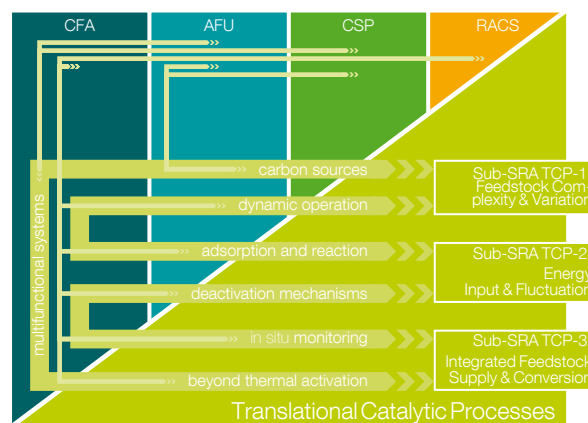 CFA
AFU
CSP
RACS
multifunctional systems
carbon sources
dynamic operation
adsorption and reaction
deactivation mechanisms
in situ monitoring
beyond thermal activation
Sub-SRA TCP-1
Feedstock Com-
plexity & Variation
Sub-SRA TCP-2
Energy
Input & Fluctuation
Sub-SRA TCP-3
Integrated Feedstock
Supply & Conversion
Translational Catalytic Processes